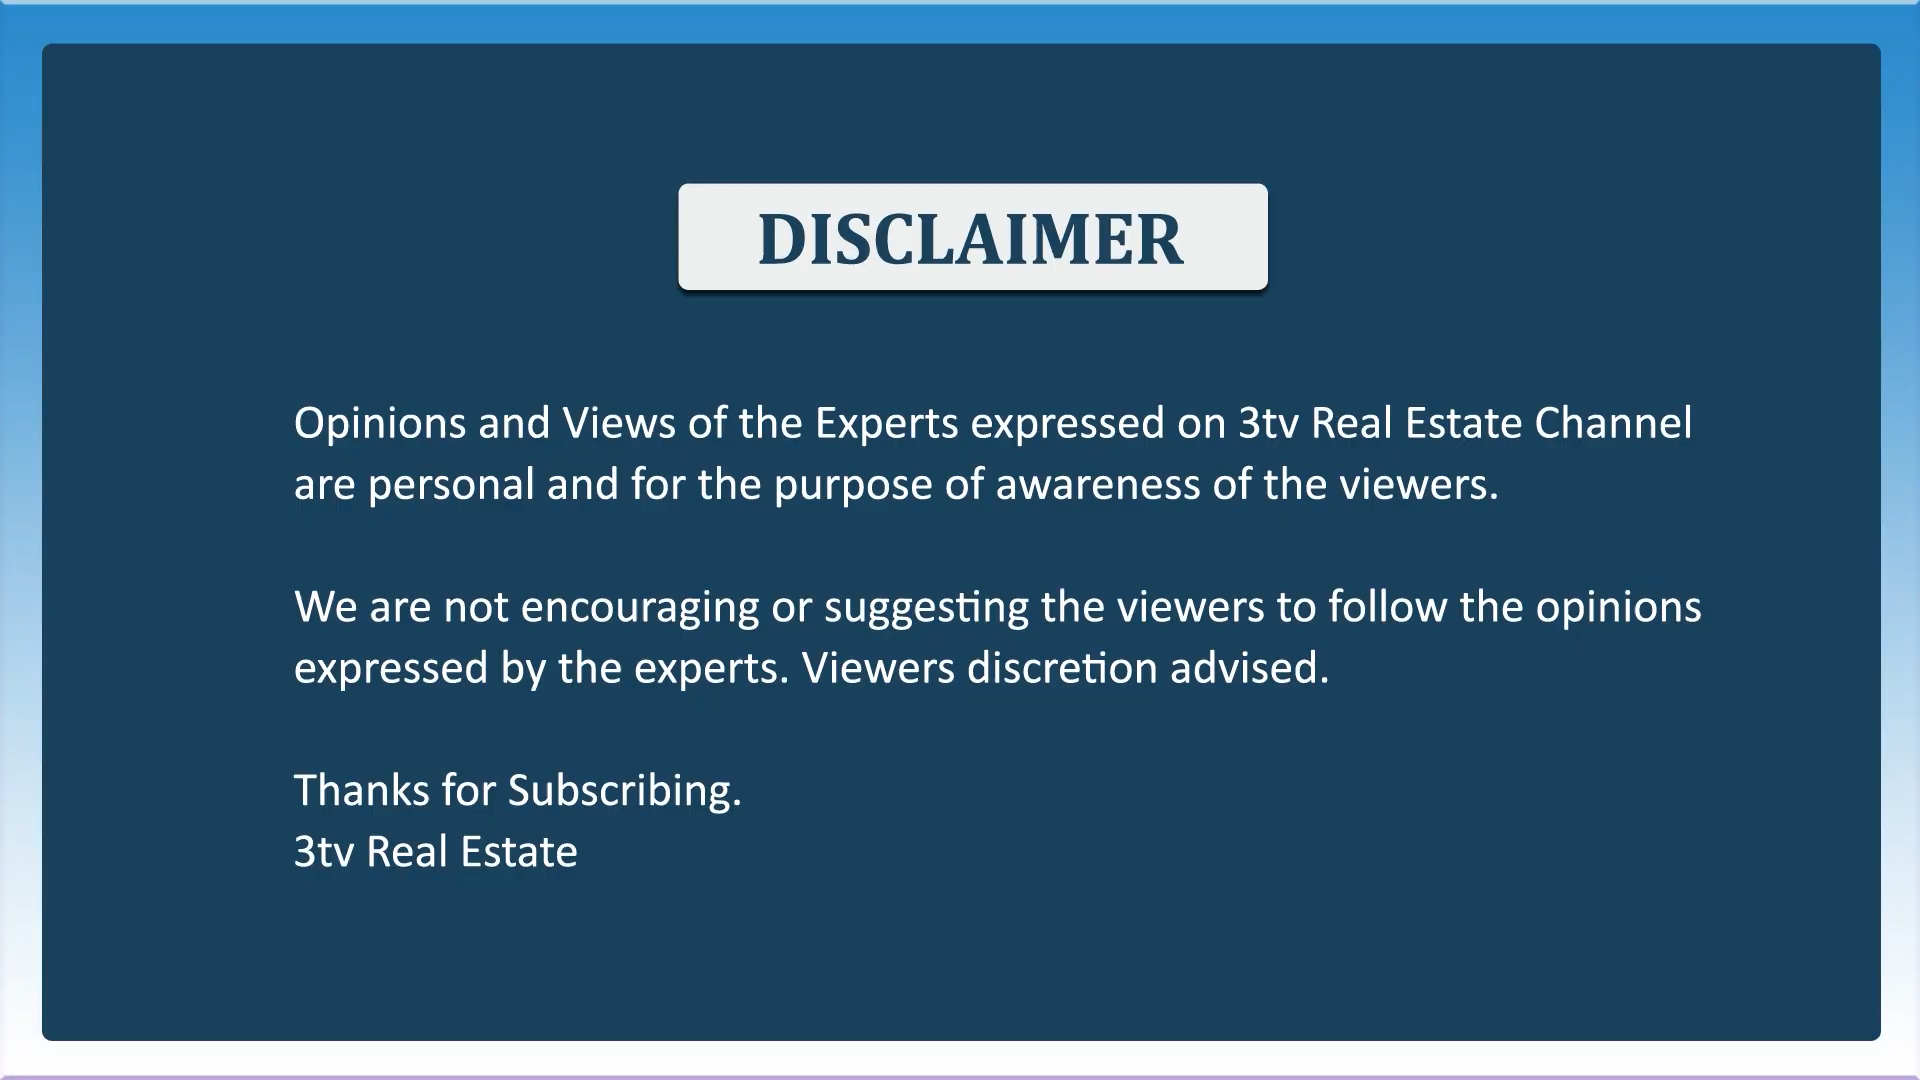 DISCLAIMER
Opinions and Views of the Experts expressed on 3tv Real Estate Channel
are personal and for the purpose of awareness of the viewers.
We are not encouraging or suggesting the viewers to follow the opinions
expressed by the experts. Viewers discretion advised.
Thanks for Subscribing.
3tv Real Estate